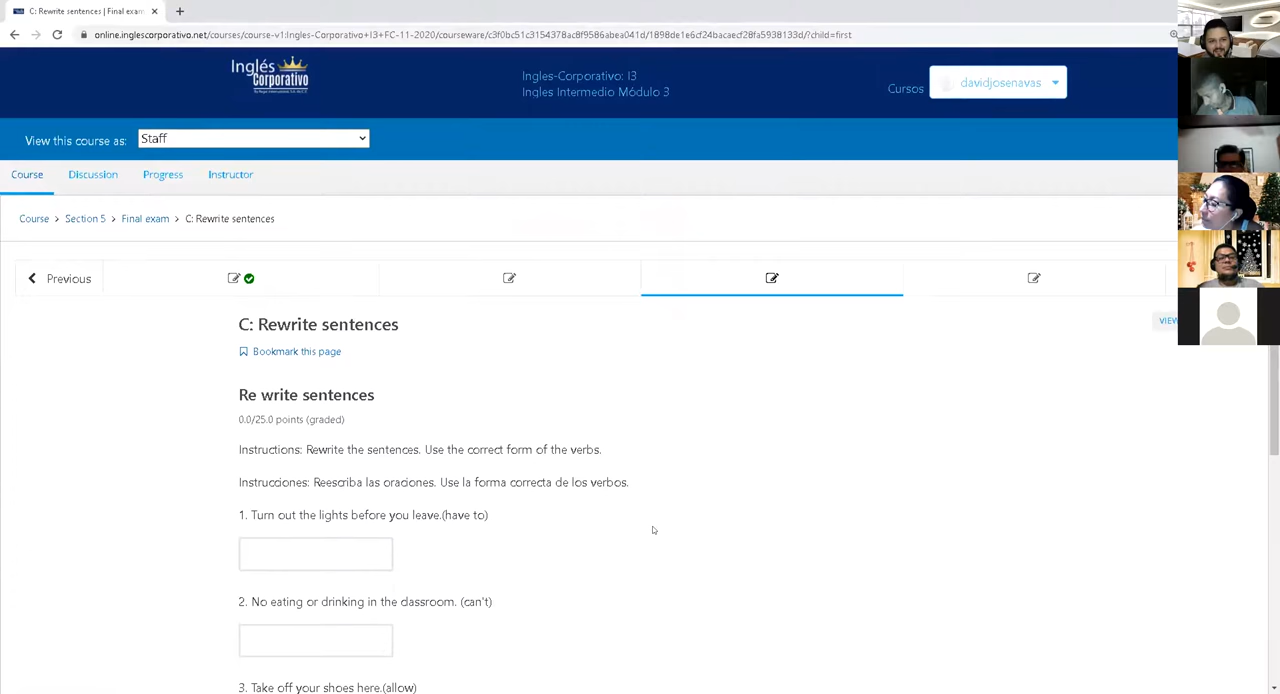 C: Rewrite sentences | Final exam
online.inglescorporativo.net/courses/course-v1:Ingles-Corporativo+I3+FC-11-2020/courseware/
Inglés
Corporativo
Ingles-Corporativo: I3
Ingles Intermedio Módulo 3
Cursos
davidjosenavas
View this course as:
Staff
Course
Discussion
Progress
Instructor
Course > Section 5 > Final exam > C: Rewrite sentences
Previous
C: Rewrite sentences
VIEW
Bookmark this page
Re write sentences
0.0/25.0 points (graded)
Instructions: Rewrite the sentences. Use the correct form of the verbs.
Instrucciones: Reescriba las oraciones. Use la forma correcta de los verbos.
1. Turn out the lights before you leave.(have to)
2. No eating or drinking in the classroom. (can't)
3. Take off your shoes here.(allow)